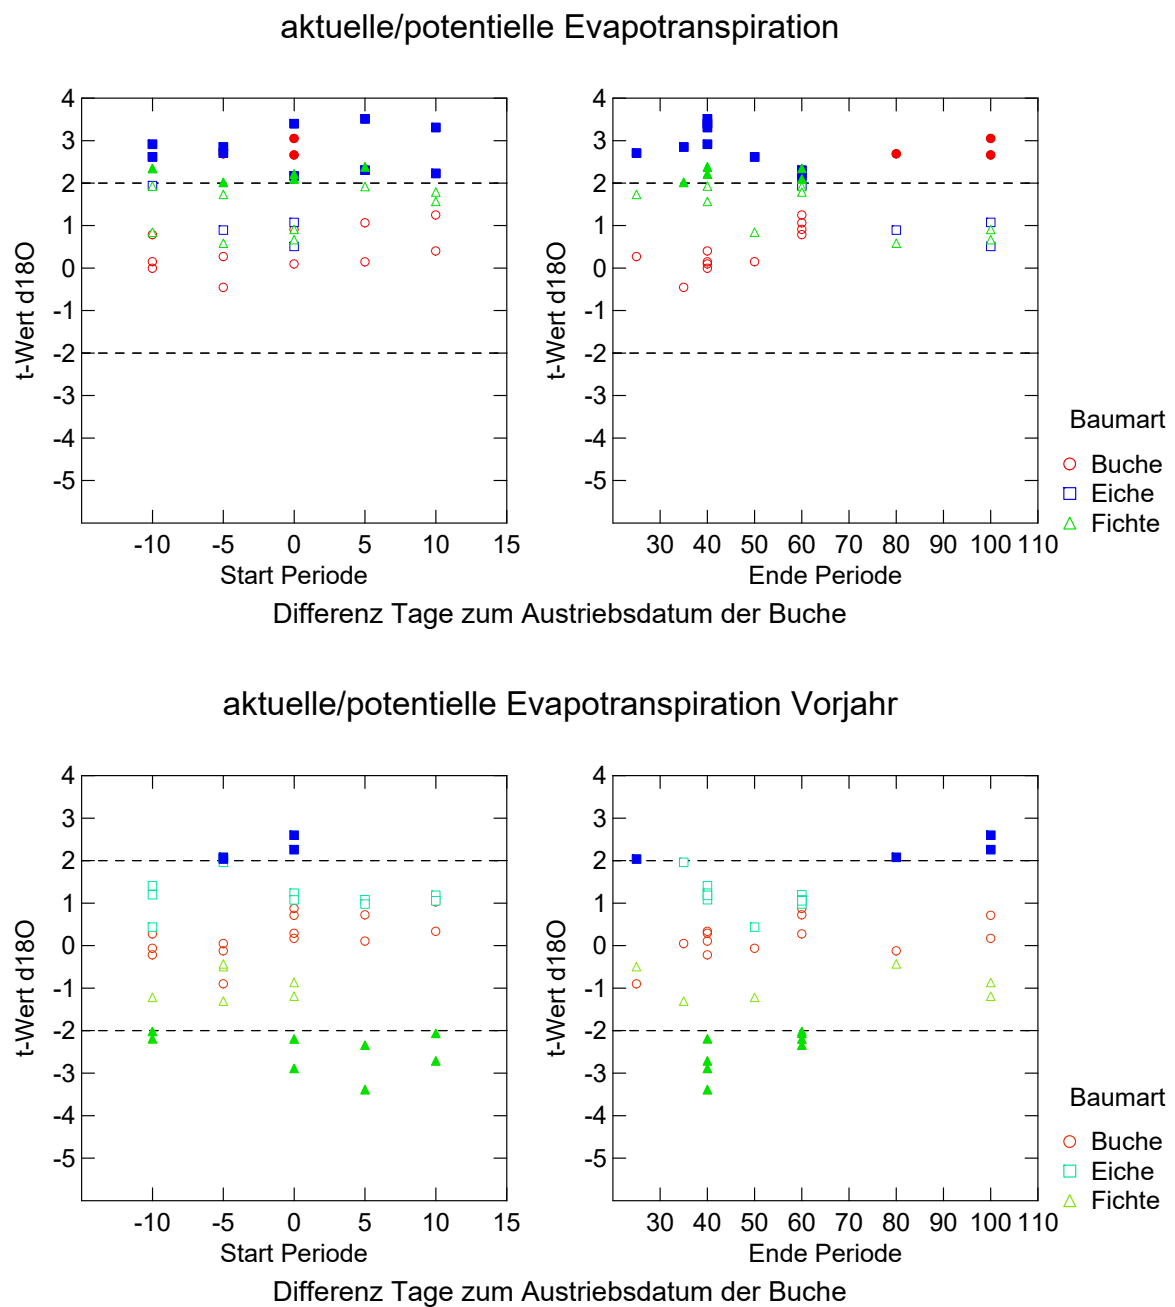 aktuelle/potentielle Evapotranspiration
4
3
2
1
0
-1
-2
-3
-4
-5
t-Wert d18O
-10 -5 0 5 10 15
Start Periode
4
3
2
1
0
-1
-2
-3
-4
-5
t-Wert d18O
30 40 50 60 70 80 90 100 110
Ende Periode
Baumart
Buche
Eiche
Fichte
Differenz Tage zum Austriebsdatum der Buche
aktuelle/potentielle Evapotranspiration Vorjahr
4
3
2
1
0
-1
-2
-3
-4
-5
t-Wert d18O
-10 -5 0 5 10 15
Start Periode
4
3
2
1
0
-1
-2
-3
-4
-5
t-Wert d18O
30 40 50 60 70 80 90 100 110
Ende Periode
Baumart
Buche
Eiche
Fichte
Differenz Tage zum Austriebsdatum der Buche